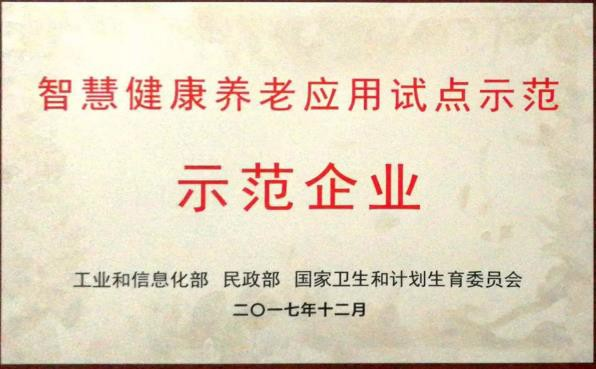 智慧健康养老应用试点示范
示范企业
工业和信息化部 民政部 国家卫生和计划生育委员会
二〇一七年十二月